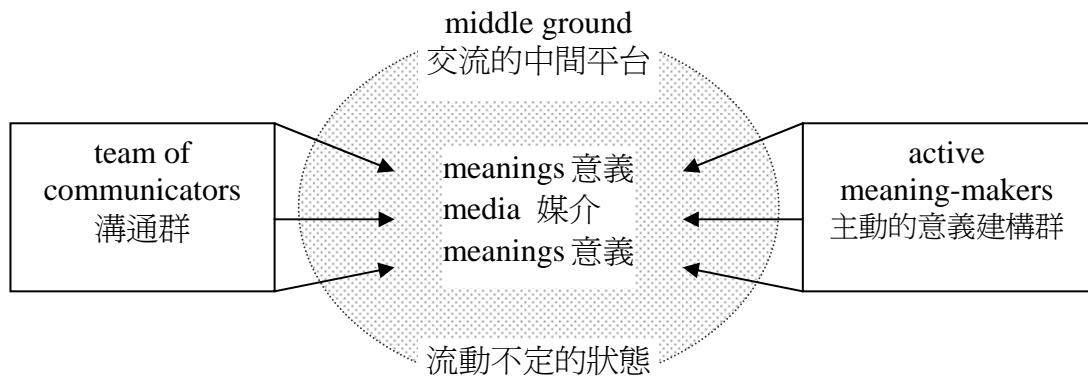 middle ground
交流的中間平台
team of
communicators
溝通群
meanings 意義
media 媒介
meanings 意義
active
meaning-makers
主動的意義建構群
流動不定的狀態